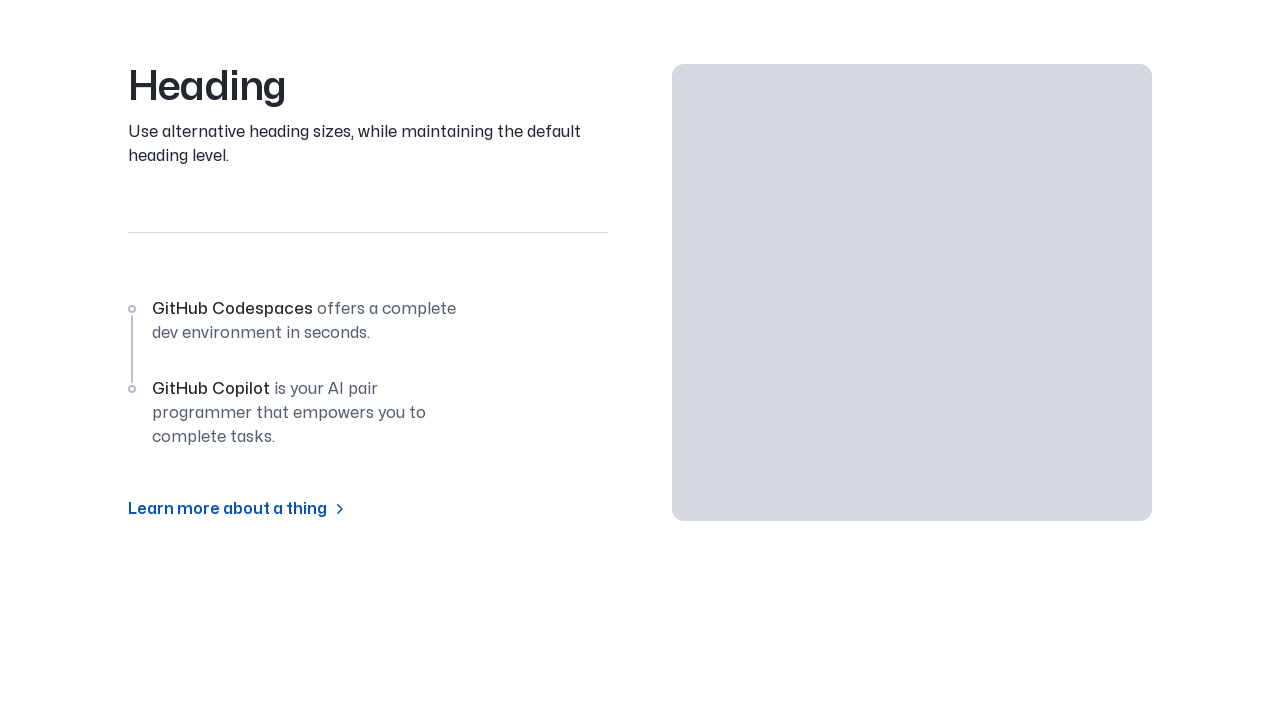 Heading
Use alternative heading sizes, while maintaining the default
heading level.
GitHub Codespaces offers a complete
dev environment in seconds.
GitHub Copilot is your AI pair
programmer that empowers you to
complete tasks.
Learn more about a thing